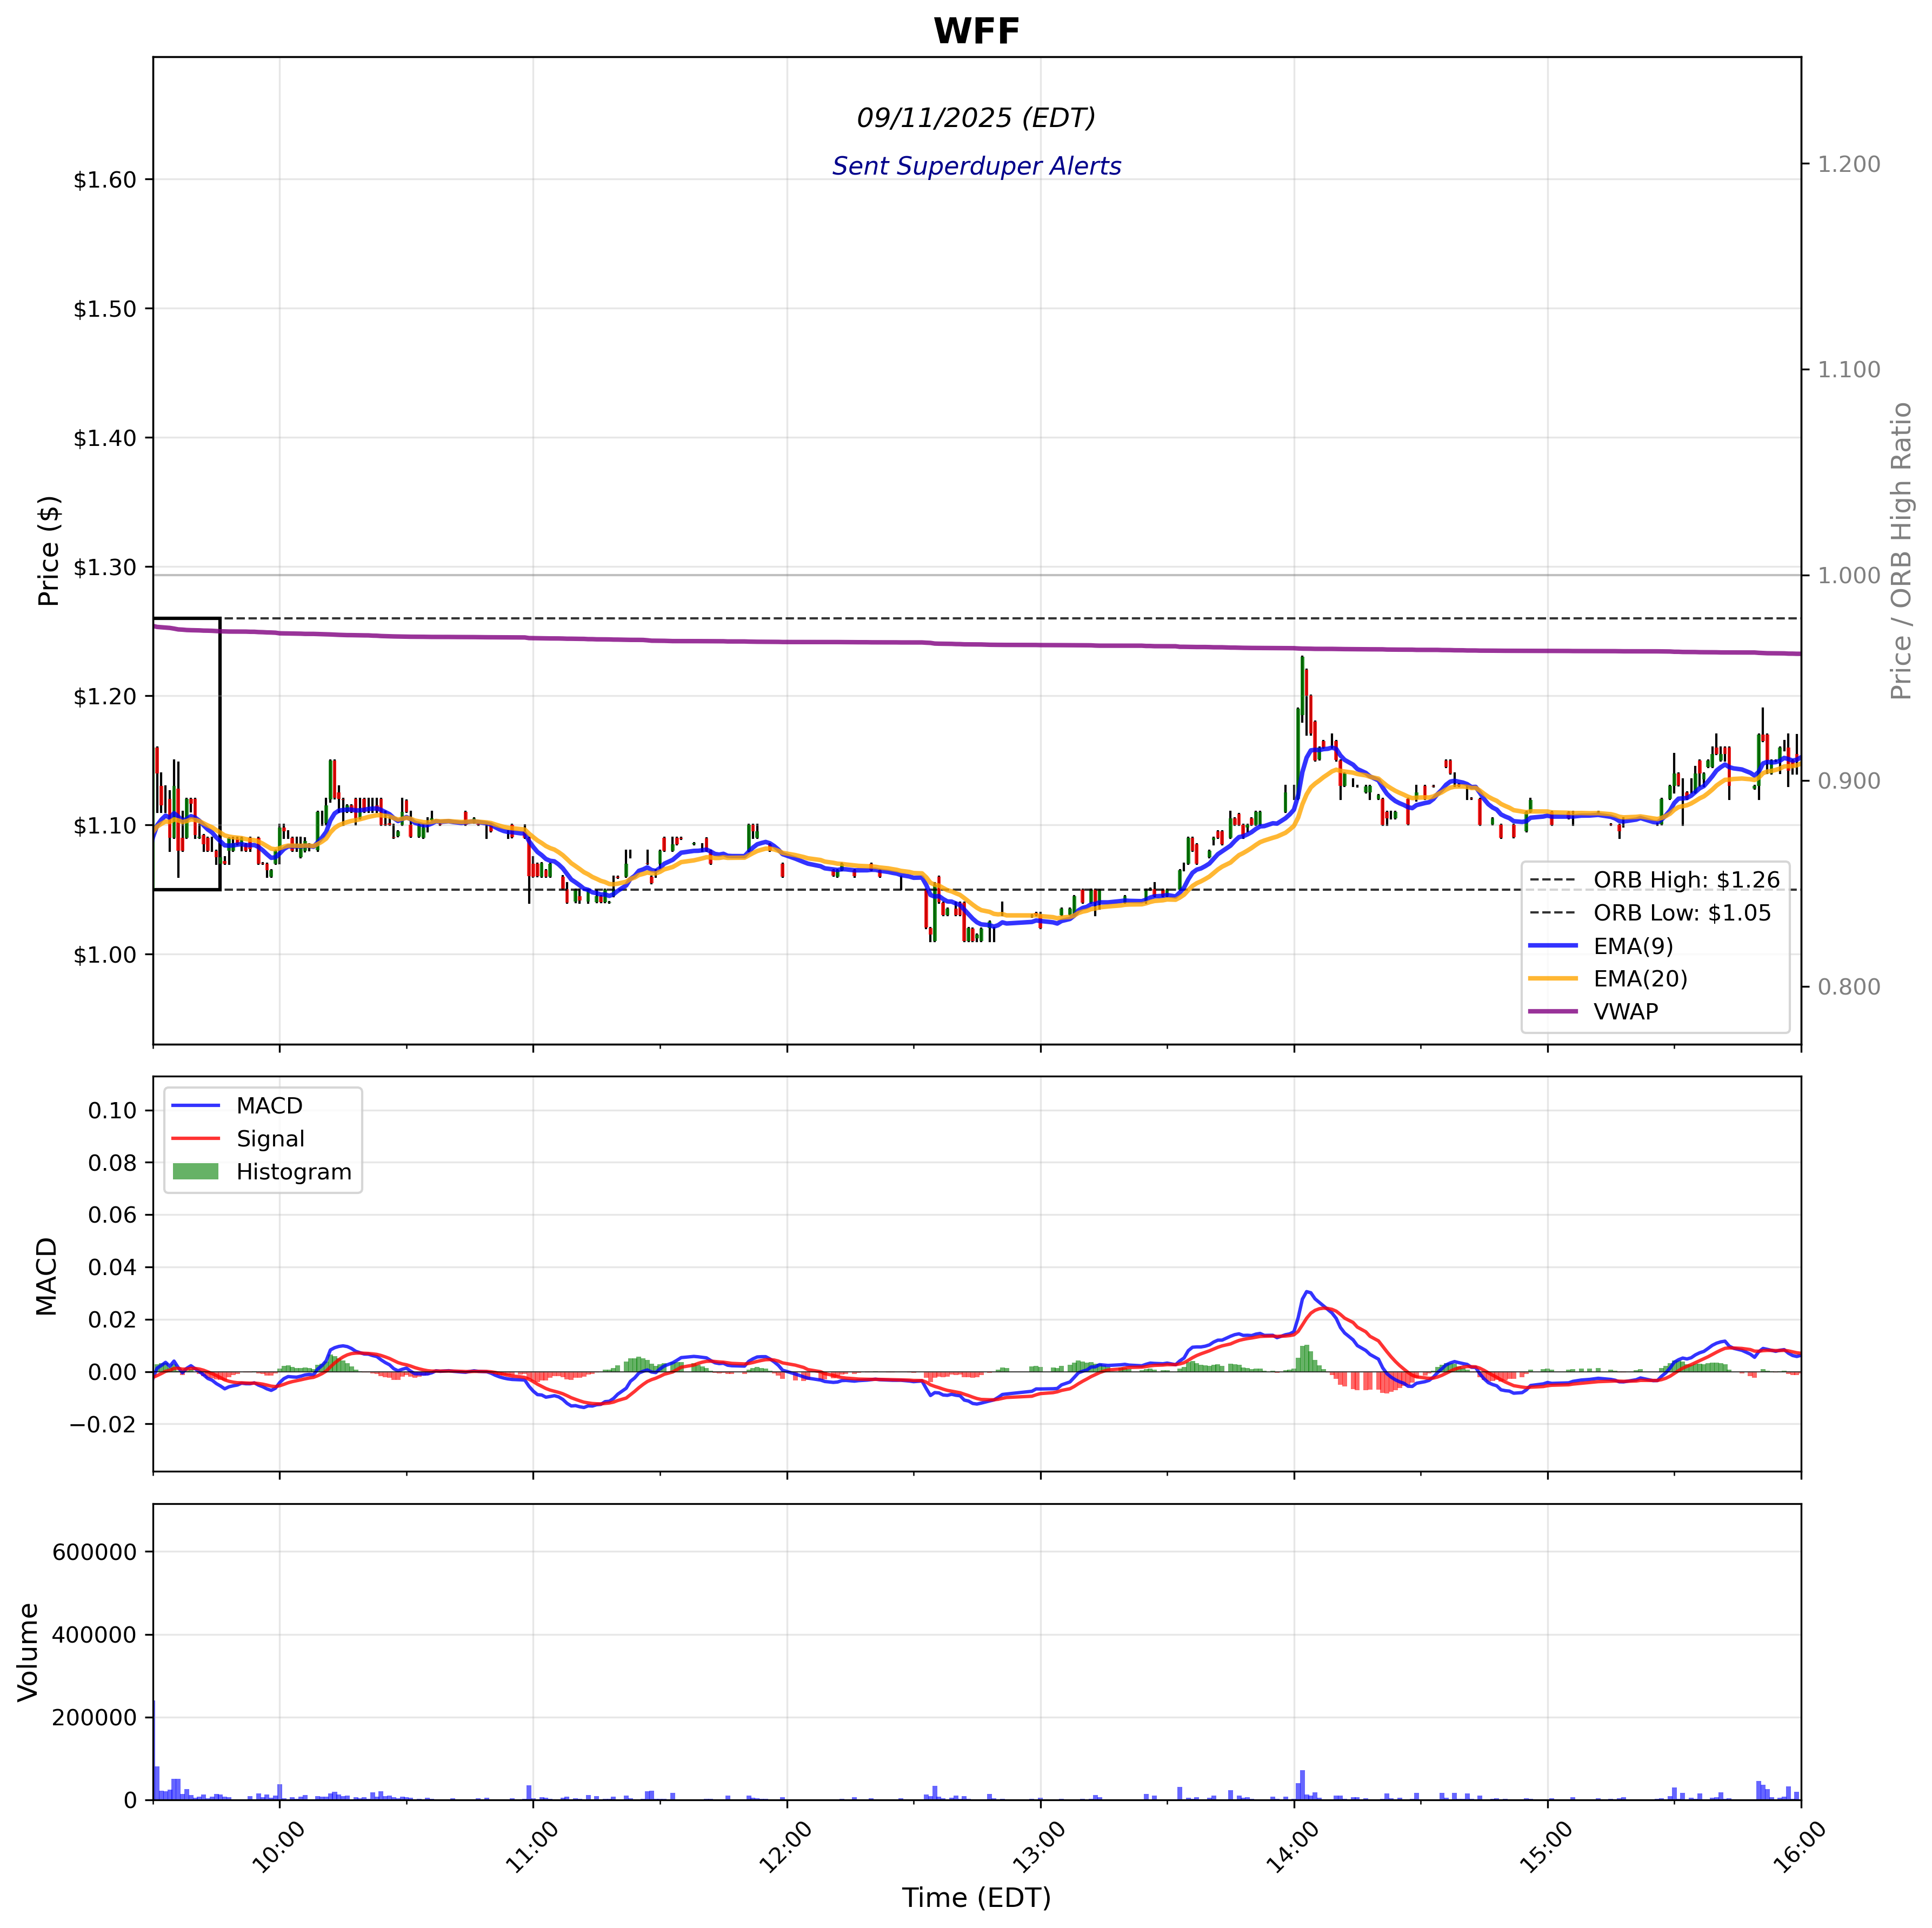 WFF
09/11/2025 (EDT)
Sent Superduper Alerts
Price ($)
$1.60
$1.50
$1.40
$1.30
$1.20
$1.10
$1.00
1.200
1.100
1.000
0.900
0.800
Price / ORB High Ratio
ORB High: $1.26
ORB Low: $1.05
EMA(9)
EMA(20)
VWAP
MACD
0.10
0.08
0.06
0.04
0.02
0.00
−0.02
MACD
Signal
Histogram
Volume
600000
400000
200000
0
10:00
11:00
12:00
13:00
14:00
15:00
16:00
Time (EDT)